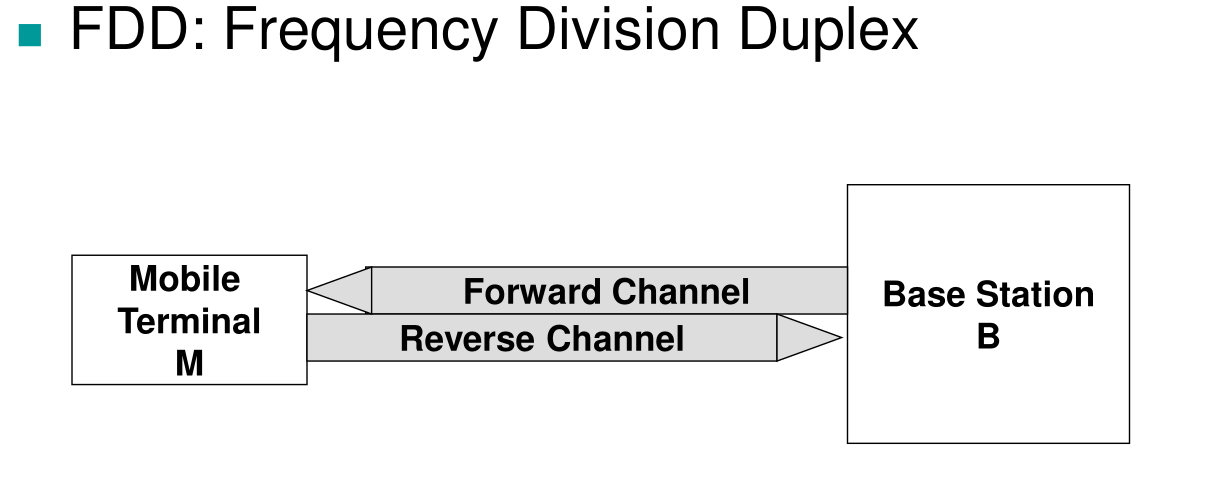 FDD: Frequency Division Duplex
Mobile
Terminal
M
Forward Channel
Reverse Channel
Base Station
B